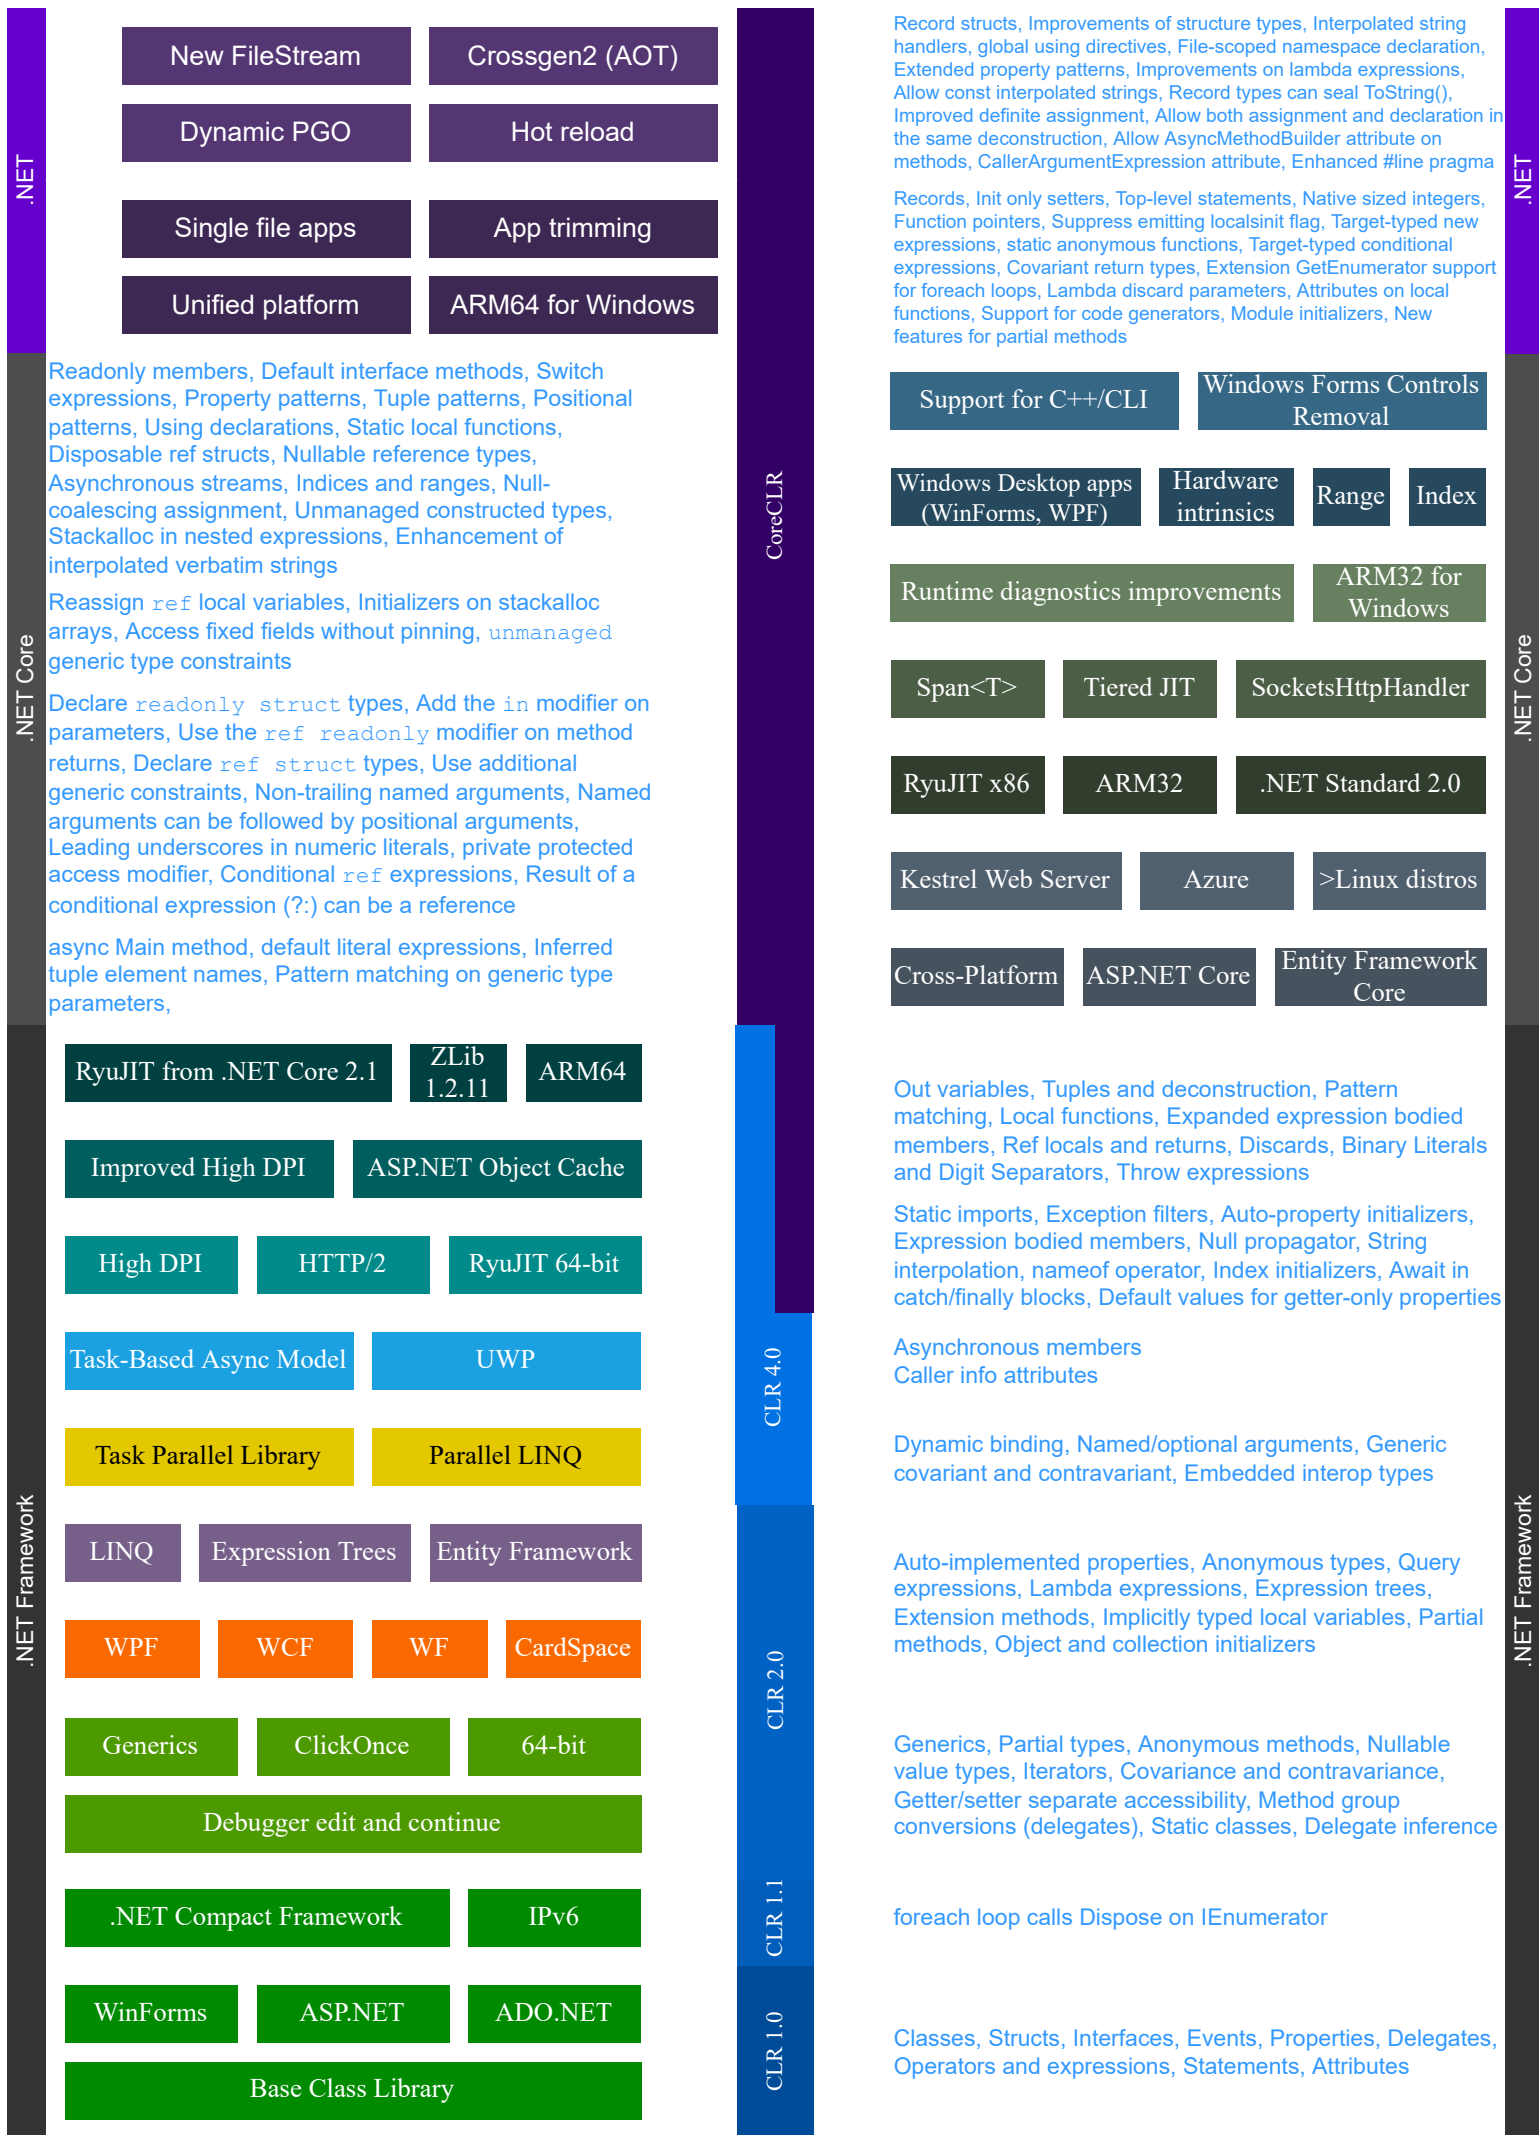 .NET
New FileStream
Crossgen2 (AOT)
Dynamic PGO
Hot reload
Single file apps
App trimming
Unified platform
ARM64 for Windows
Record structs, Improvements of structure types, Interpolated string
handlers, global using directives, File-scoped namespace declaration,
Extended property patterns, Improvements on lambda expressions,
Allow const interpolated strings, Record types can seal ToString(),
Improved definite assignment, Allow both assignment and declaration in
the same deconstruction, Allow AsyncMethodBuilder attribute on
methods, CallerArgumentExpression attribute, Enhanced #line pragma
Records, Init only setters, Top-level statements, Native sized integers,
Function pointers, Suppress emitting localsinit flag, Target-typed new
expressions, static anonymous functions, Target-typed conditional
expressions, Covariant return types, Extension GetEnumerator support
for foreach loops, Lambda discard parameters, Attributes on local
functions, Support for code generators, Module initializers, New
features for partial methods
.NET
.NET Core
Readonly members, Default interface methods, Switch
expressions, Property patterns, Tuple patterns, Positional
patterns, Using declarations, Static local functions,
Disposable ref structs, Nullable reference types,
Asynchronous streams, Indices and ranges, Null-
coalescing assignment, Unmanaged constructed types,
Stackalloc in nested expressions, Enhancement of
interpolated verbatim strings
Reassign ref local variables, Initializers on stackalloc
arrays, Access fixed fields without pinning, unmanaged
generic type constraints
Declare readonly struct types, Add the in modifier on
parameters, Use the ref readonly modifier on method
returns, Declare ref struct types, Use additional
generic constraints, Non-trailing named arguments, Named
arguments can be followed by positional arguments,
Leading underscores in numeric literals, private protected
access modifier, Conditional ref expressions, Result of a
conditional expression (?:) can be a reference
async Main method, default literal expressions, Inferred
tuple element names, Pattern matching on generic type
parameters,
CoreCLR
Support for C++/CLI
Windows Forms Controls
Removal
Windows Desktop apps
(WinForms, WPF)
Hardware
intrinsics
Range
Index
Runtime diagnostics improvements
ARM32 for
Windows
Span<T>
Tiered JIT
SocketsHttpHandler
RyuJIT x86
ARM32
.NET Standard 2.0
Kestrel Web Server
Azure
>Linux distros
Cross-Platform
ASP.NET Core
Entity Framework
Core
.NET Core
.NET Framework
RyuJIT from .NET Core 2.1
ZLib
1.2.11
ARM64
Improved High DPI
ASP.NET Object Cache
High DPI
HTTP/2
RyuJIT 64-bit
Task-Based Async Model
UWP
Task Parallel Library
Parallel LINQ
LINQ
Expression Trees
Entity Framework
WPF
WCF
WF
CardSpace
Generics
ClickOnce
64-bit
Debugger edit and continue
.NET Compact Framework
IPv6
WinForms
ASP.NET
ADO.NET
Base Class Library
CLR 4.0
CLR 2.0
CLR 1.1
CLR 1.0
Out variables, Tuples and deconstruction, Pattern
matching, Local functions, Expanded expression bodied
members, Ref locals and returns, Discards, Binary Literals
and Digit Separators, Throw expressions
Static imports, Exception filters, Auto-property initializers,
Expression bodied members, Null propagator, String
interpolation, nameof operator, Index initializers, Await in
catch/finally blocks, Default values for getter-only properties
Asynchronous members
Caller info attributes
Dynamic binding, Named/optional arguments, Generic
covariant and contravariant, Embedded interop types
Auto-implemented properties, Anonymous types, Query
expressions, Lambda expressions, Expression trees,
Extension methods, Implicitly typed local variables, Partial
methods, Object and collection initializers
Generics, Partial types, Anonymous methods, Nullable
value types, Iterators, Covariance and contravariance,
Getter/setter separate accessibility, Method group
conversions (delegates), Static classes, Delegate inference
foreach loop calls Dispose on IEnumerator
Classes, Structs, Interfaces, Events, Properties, Delegates,
Operators and expressions, Statements, Attributes
.NET Framework